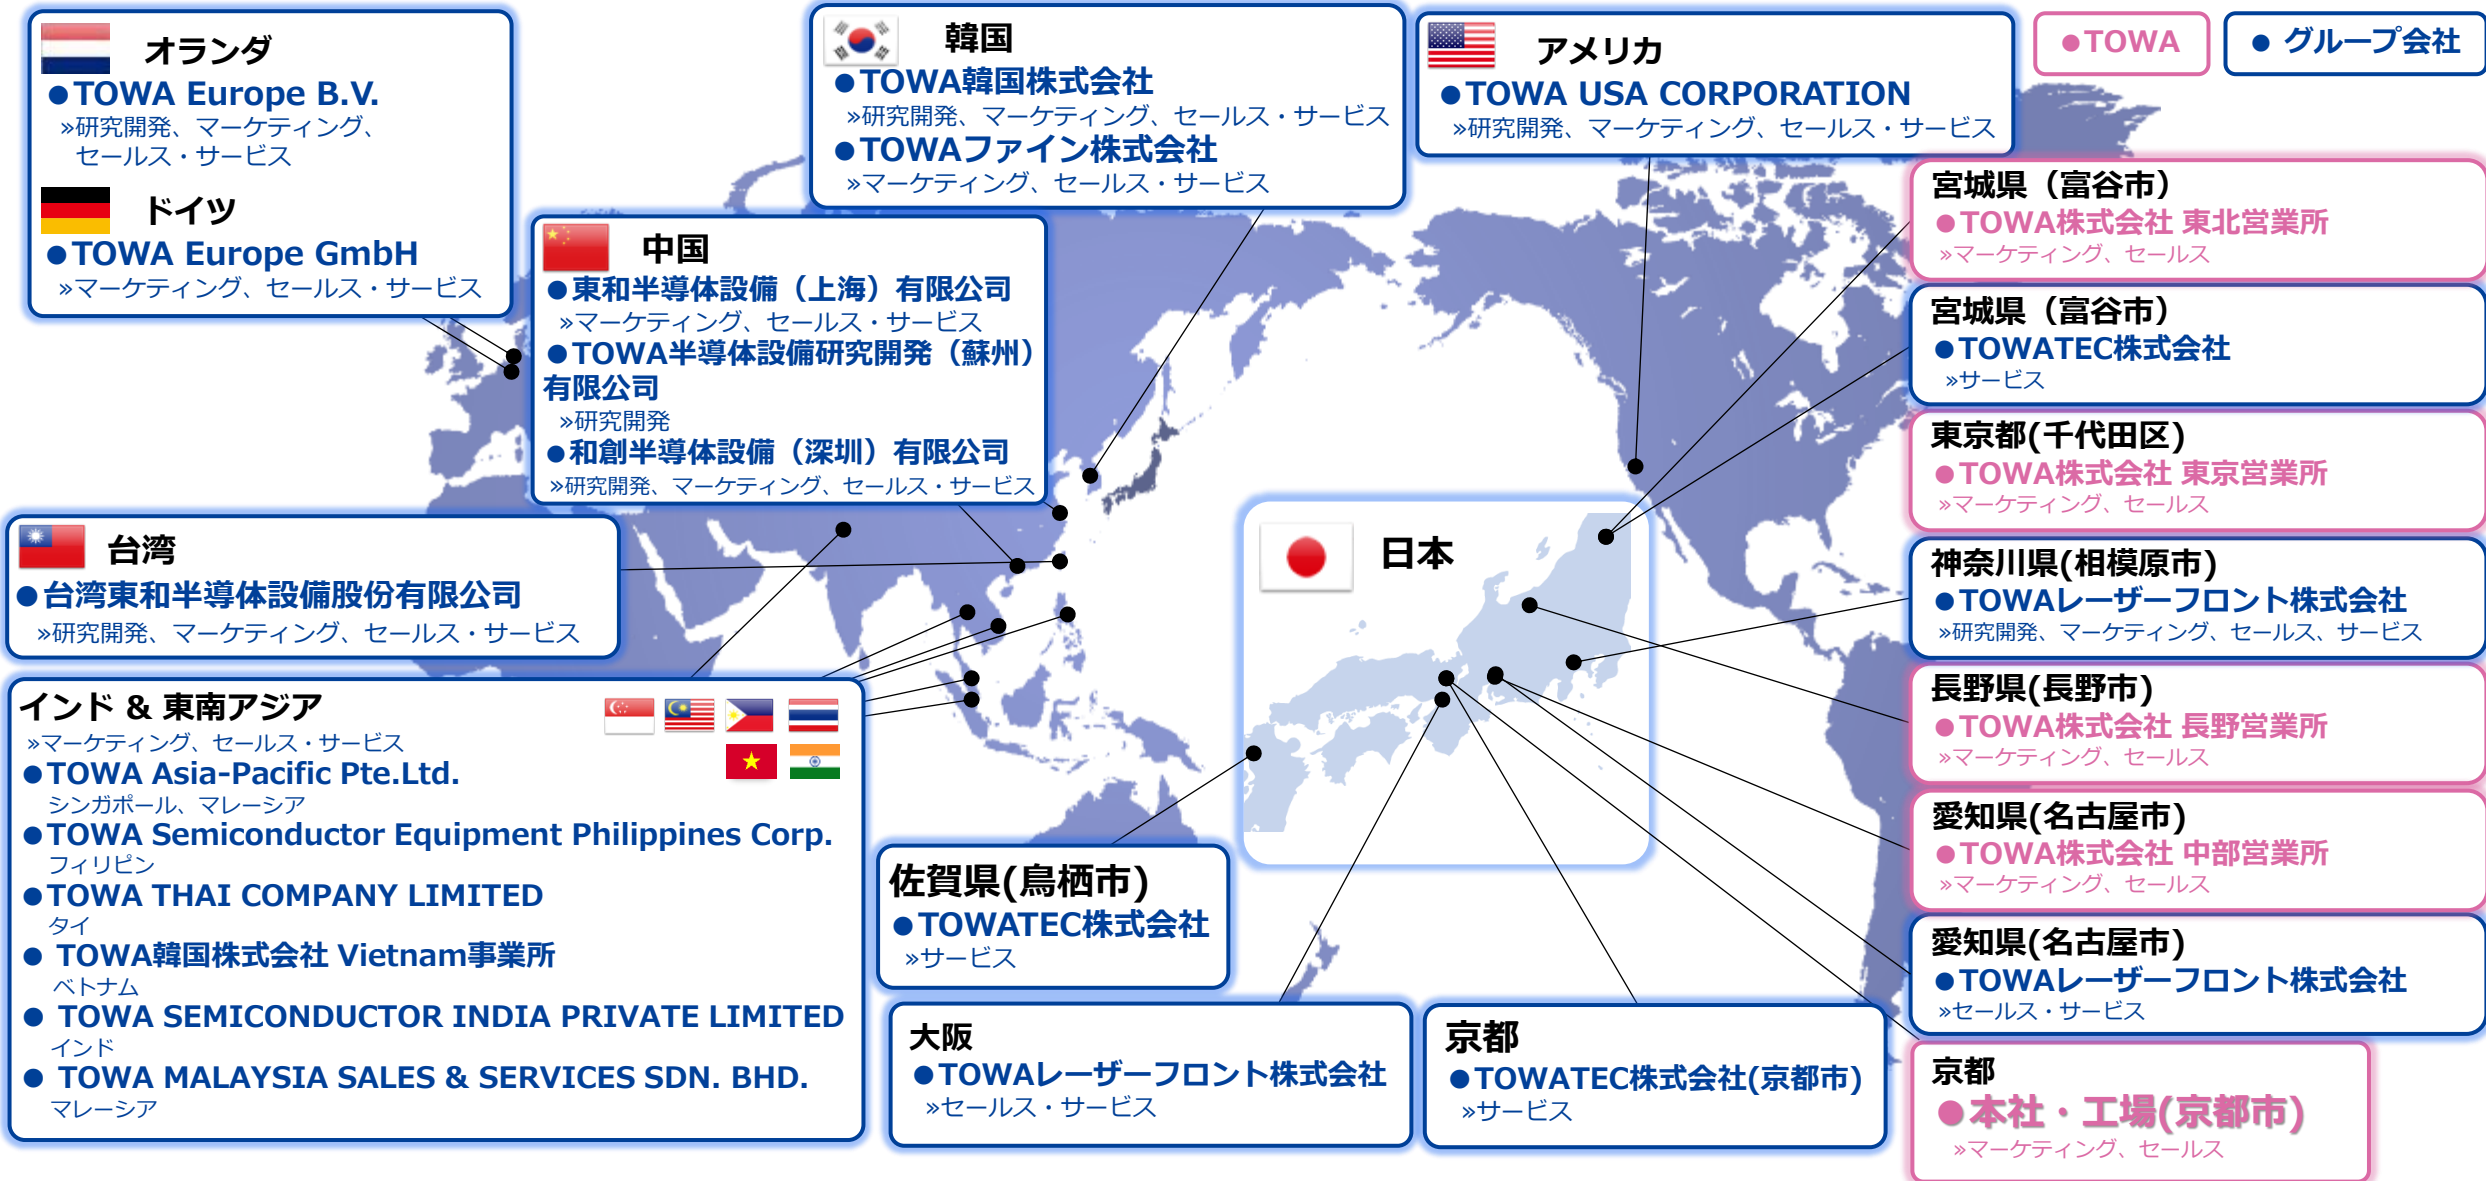 オランダ
●TOWA Europe B.V.
»研究開発、マーケティング、
セールス・サービス
ドイツ
●TOWA Europe GmbH
»マーケティング、セールス・サービス
韓国
●TOWA韓国株式会社
»研究開発、マーケティング、セールス・サービス
●TOWAファイン株式会社
»マーケティング、セールス・サービス
アメリカ
●TOWA USA CORPORATION
»研究開発、マーケティング、セールス・サービス
●TOWA
● グループ会社
中国
●東和半導体設備（上海）有限公司
»マーケティング、セールス・サービス
●TOWA半導体設備研究開発（蘇州）
有限公司
»研究開発
●和創半導体設備（深圳）有限公司
»研究開発、マーケティング、セールス・サービス
台湾
●台湾東和半導体設備股份有限公司
»研究開発、マーケティング、セールス・サービス
インド & 東南アジア
»マーケティング、セールス・サービス
●TOWA Asia-Pacific Pte.Ltd.
シンガポール、マレーシア
●TOWA Semiconductor Equipment Philippines Corp.
フィリピン
●TOWA THAI COMPANY LIMITED
タイ
● TOWA韓国株式会社 Vietnam事業所
ベトナム
● TOWA SEMICONDUCTOR INDIA PRIVATE LIMITED
インド
● TOWA MALAYSIA SALES & SERVICES SDN. BHD.
マレーシア
日本
佐賀県(鳥栖市)
●TOWATEC株式会社
»サービス
大阪
●TOWAレーザーフロント株式会社
»セールス・サービス
京都
●TOWATEC株式会社(京都市)
»サービス
宮城県（富谷市）
●TOWA株式会社 東北営業所
»マーケティング、セールス
宮城県（富谷市）
●TOWATEC株式会社
»サービス
東京都(千代田区)
●TOWA株式会社 東京営業所
»マーケティング、セールス
神奈川県(相模原市)
●TOWAレーザーフロント株式会社
»研究開発、マーケティング、セールス、サービス
長野県(長野市)
●TOWA株式会社 長野営業所
»マーケティング、セールス
愛知県(名古屋市)
●TOWA株式会社 中部営業所
»マーケティング、セールス
愛知県(名古屋市)
●TOWAレーザーフロント株式会社
»セールス・サービス
京都
●本社・工場(京都市)
»マーケティング、セールス